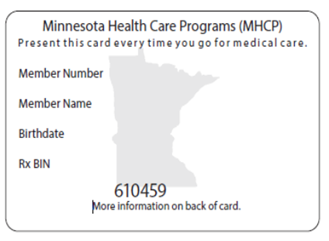 Minnesota Health Care Programs (MHCP)
Present this card every time you go for medical care.
Member Number
Member Name
Birthdate
Rx BIN
610459
More information on back of card.